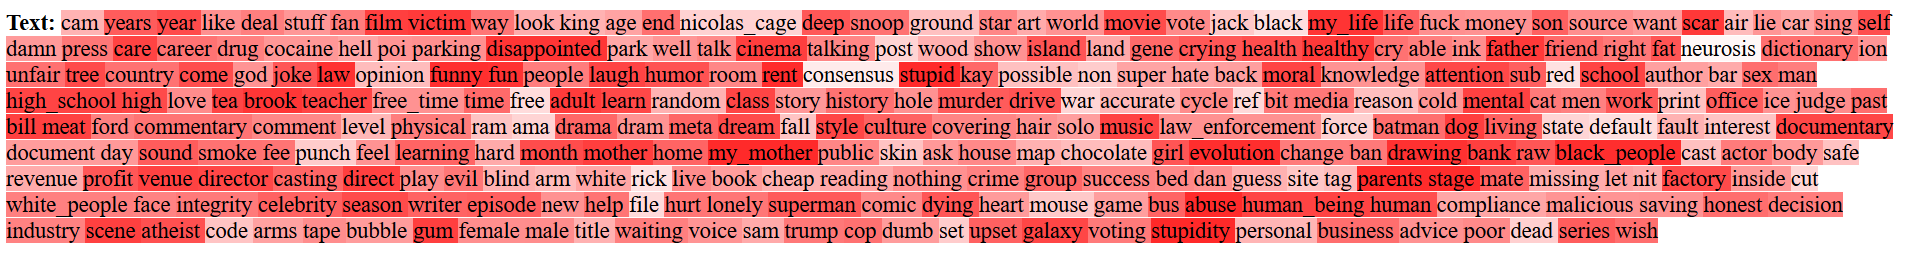 Text: cam years year like deal stuff fan film victim way look king age end nicolas_cage deep snoop ground star art world movie vote jack black my_life life fuck money son source want scar air lie car sing self
damn press care career drug cocaine hell poi parking disappointed park well talk cinema talking post wood show island land gene crying health healthy cry able ink father friend right fat neurosis dictionary ion
unfair tree country come god joke law opinion funny fun people laugh humor room rent consensus stupid kay possible non super hate back moral knowledge attention sub red school author bar sex man
high_school high love tea brook teacher free_time time free adult learn random class story history hole murder drive war accurate cycle ref bit media reason cold mental cat men work print office ice judge past
bill meat ford commentary comment level physical ram ama drama dram meta dream fall style culture covering hair solo music law_enforcement force batman dog living state default fault interest documentary
document day sound smoke fee punch feel learning hard month mother home my_mother public skin ask house map chocolate girl evolution change ban drawing bank raw black_people cast actor body safe
revenue profit venue director casting direct play evil blind arm white rick live book cheap reading nothing crime group success bed dan guess site tag parents stage mate missing let nit factory inside cut
white_people face integrity celebrity season writer episode new help file hurt lonely superman comic dying heart mouse game bus abuse human_being human compliance malicious saving honest decision
industry scene atheist code arms tape bubble gum female male title waiting voice sam trump cop dumb set upset galaxy voting stupidity personal business advice poor dead series wish